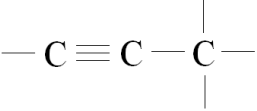 — C ≡ C — C —